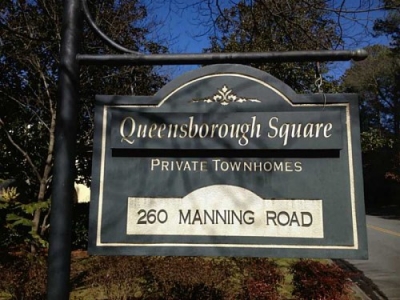 Queensborough Square
PRIVATE TOWNHOMES
260 MANNING ROAD